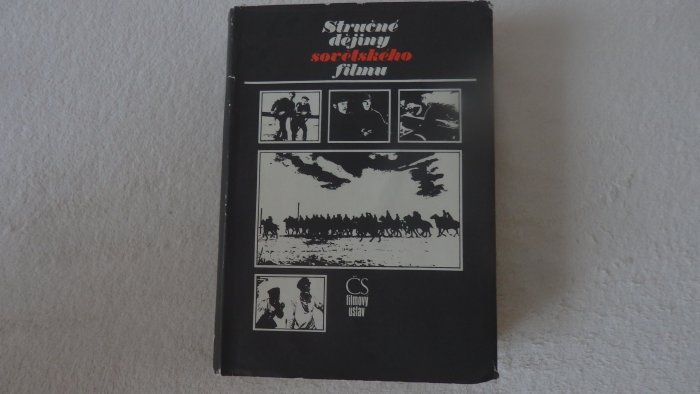 Stručné
dějiny
sovětského
filmu
ČS
filmový
ústav